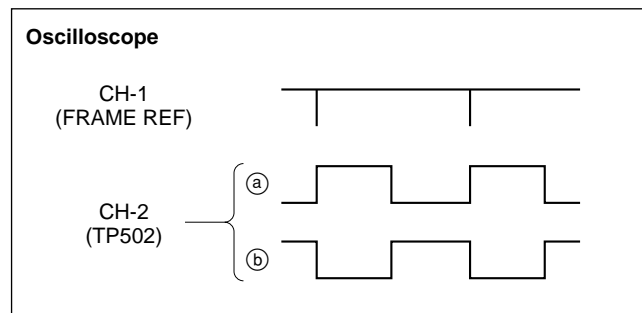 Oscilloscope
CH-1
(FRAME REF)
CH-2
(TP502)
a
b